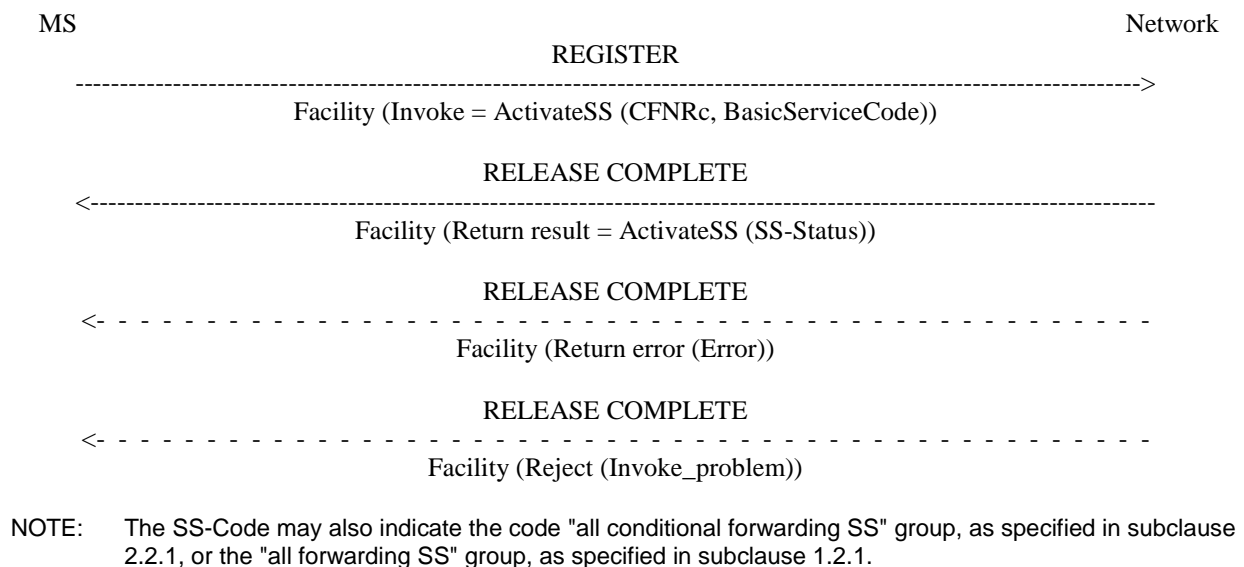 MS Network
REGISTER
------------------------------------------------------------------------------------------------------------------------>
Facility (Invoke = ActivateSS (CFNRc, BasicServiceCode))
RELEASE COMPLETE
<------------------------------------------------------------------------------------------------------------------------
Facility (Return result = ActivateSS (SS-Status))
RELEASE COMPLETE
<- - - - - - - - - - - - - - - - - - - - - - - - - - - - - - - - - - - - - - - - - - - - - - - -
Facility (Return error (Error))
RELEASE COMPLETE
<- - - - - - - - - - - - - - - - - - - - - - - - - - - - - - - - - - - - - - - - - - - - - - - -
Facility (Reject (Invoke_problem))
NOTE: The SS-Code may also indicate the code "all conditional forwarding SS" group, as specified in subclause
2.2.1, or the "all forwarding SS" group, as specified in subclause 1.2.1.